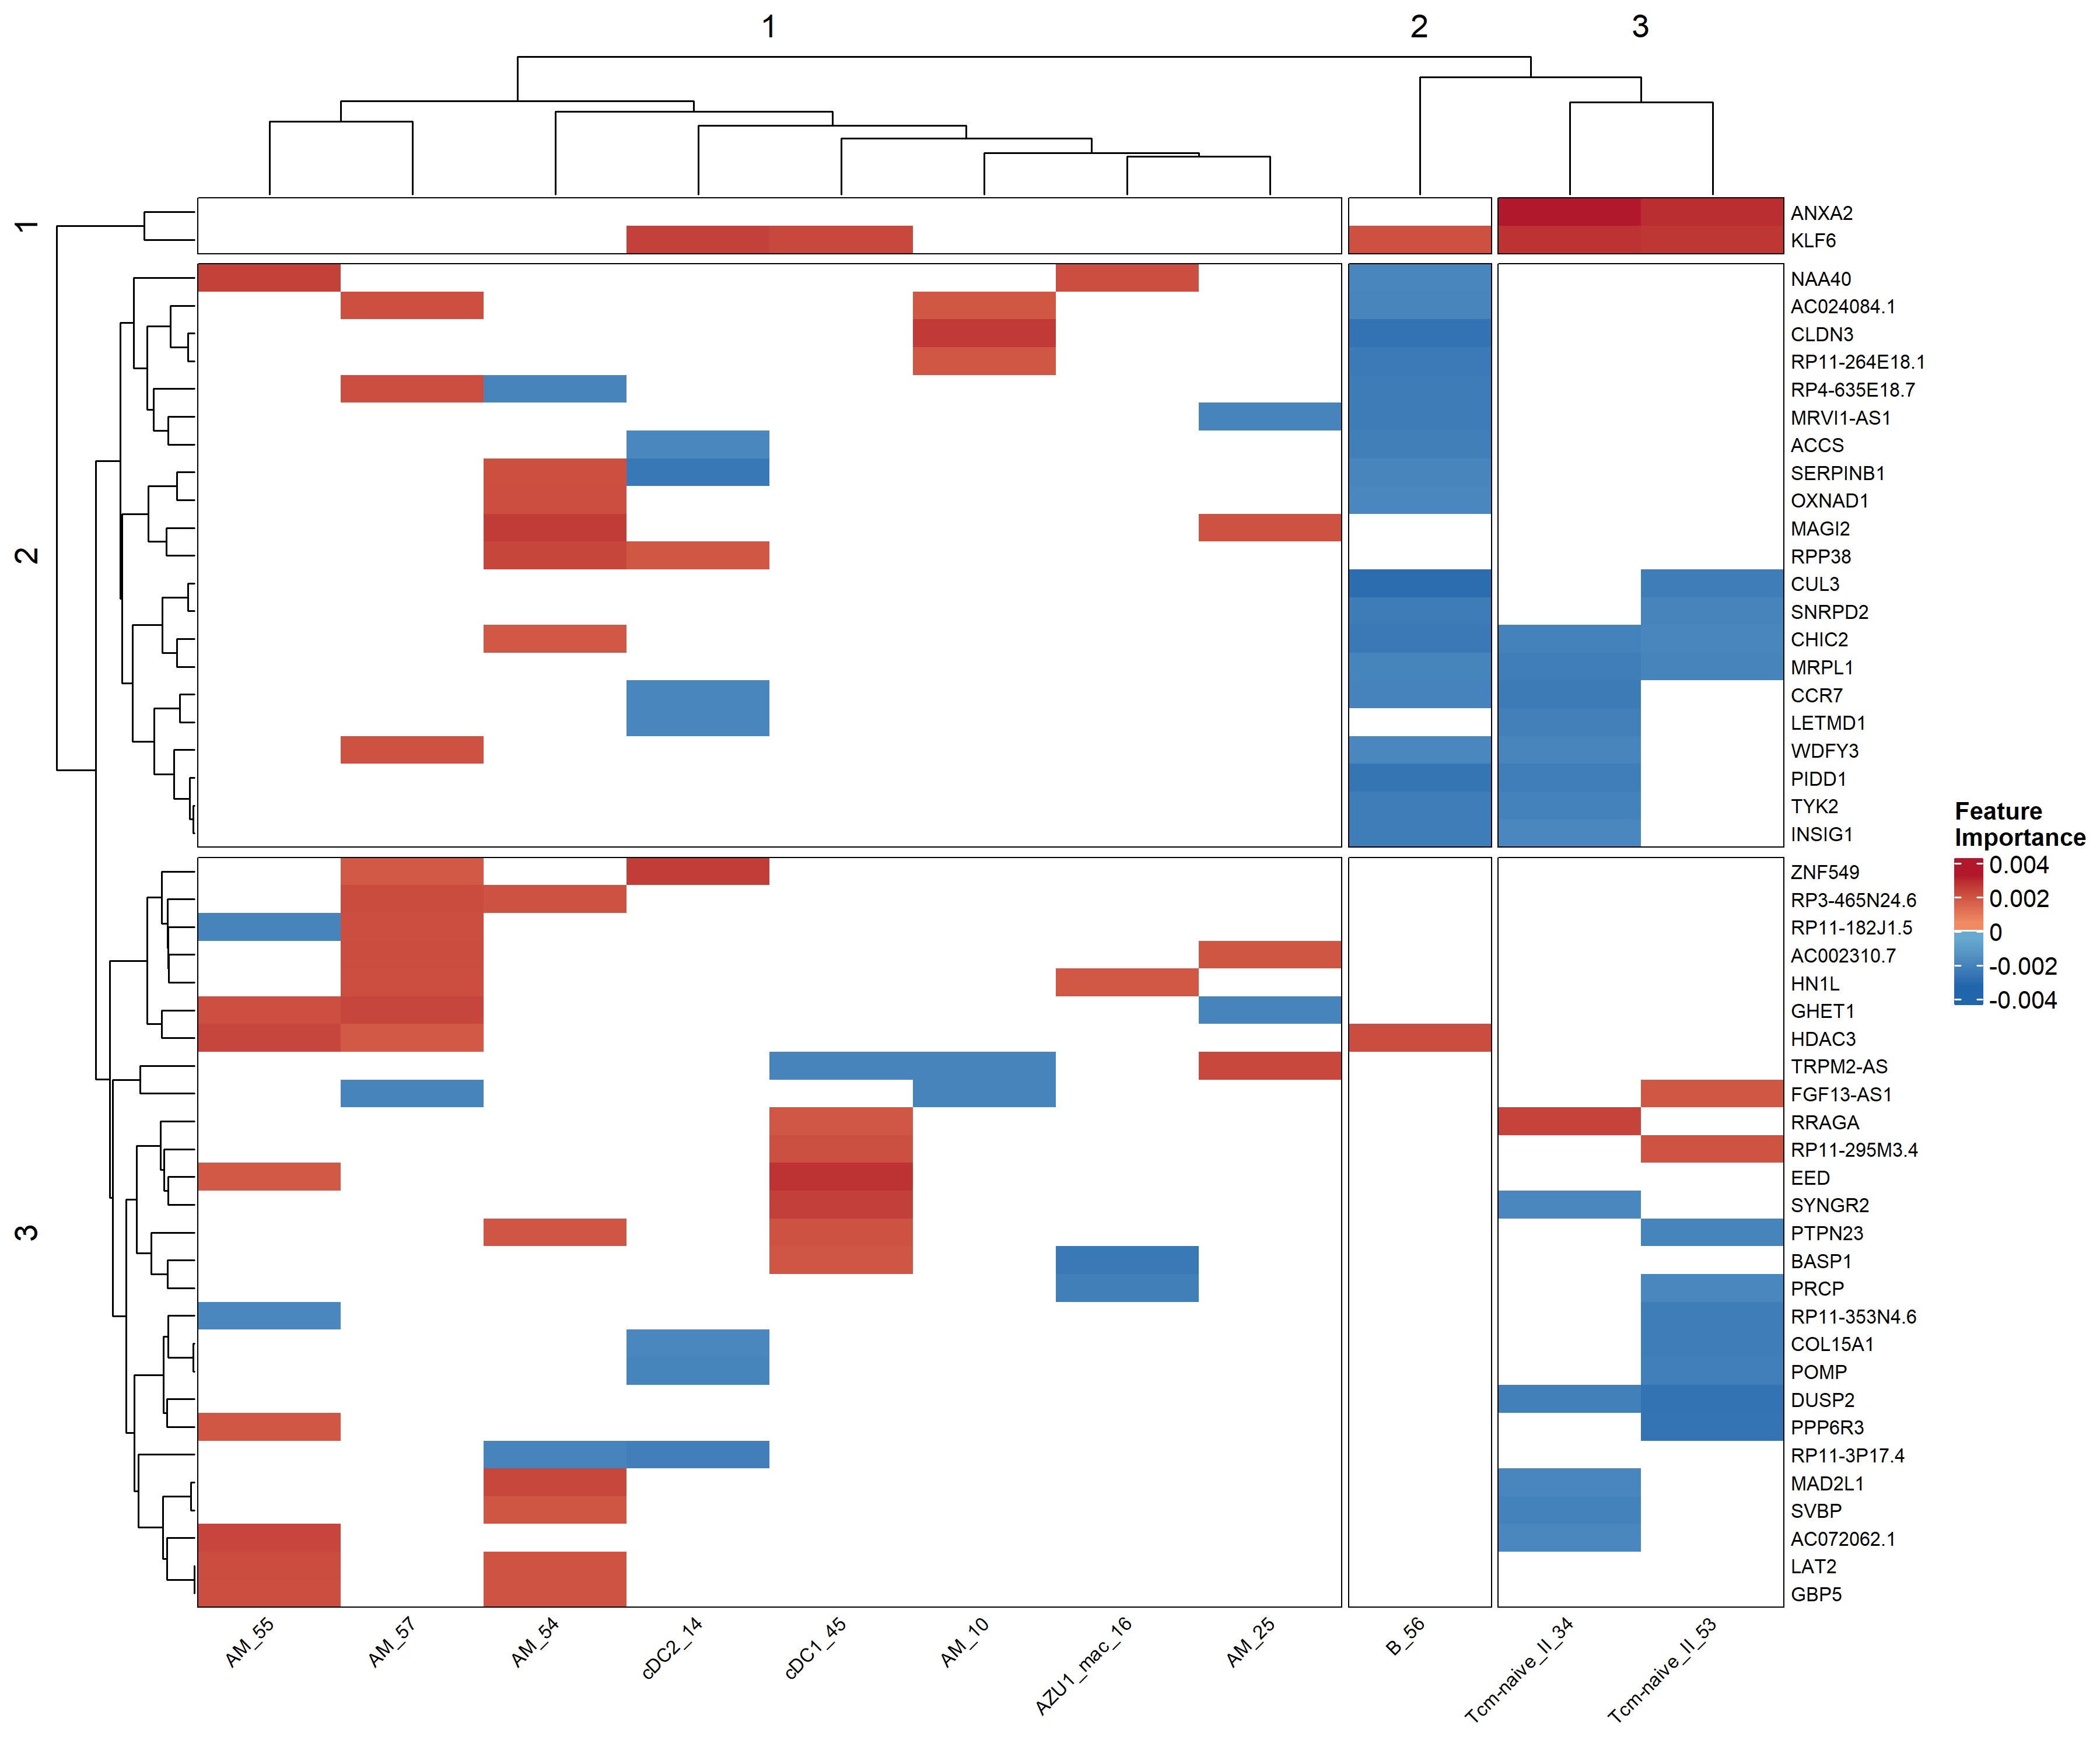 1
2
3
1
2
3
ANXA2
KLF6
NAA40
AC024084.1
CLDN3
RP11-264E18.1
RP4-635E18.7
MRVI1-AS1
ACCS
SERPINB1
OXNAD1
MAGI2
RPP38
CUL3
SNRPD2
CHIC2
MRPL1
CCR7
LETMD1
WDFY3
PIDD1
TYK2
INSIG1
ZNF549
RP3-465N24.6
RP11-182J1.5
AC002310.7
HN1L
GHET1
HDAC3
TRPM2-AS
FGF13-AS1
RRAGA
RP11-295M3.4
EED
SYNGR2
PTPN23
BASP1
PRCP
RP11-353N4.6
COL15A1
POMP
DUSP2
PPP6R3
RP11-3P17.4
MAD2L1
SVBP
AC072062.1
LAT2
GBP5
Feature
Importance
0.004
0.002
0
-0.002
-0.004
AM_55
AM_57
AM_54
cDC2_14
cDC1_45
AM_10
AZU1_mac_16
AM_25
B_56
Tcm-naive_II_34
Tcm-naive_II_53